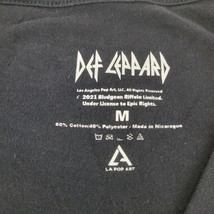 DEF LEPPARD
Los Angeles Pop Art, LLC. All Rights Reserved.
© 2021 Bludgeon Riffola Limited.
Under License to Epic Rights.
M
60% Cotton/40% Polyester - Made in Nicaragua
LA POP ART